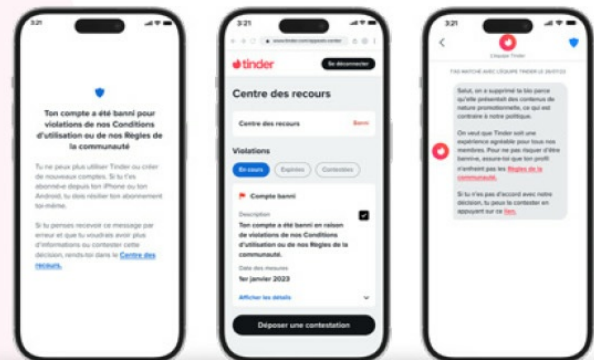 3:21
Ton compte a été banni pour
violations de nos Conditions
d'utilisation ou de nos Règles de
la communauté
Tu ne peux plus utiliser Tinder ou créer
de nouveaux comptes. Si tu t'es
abonné·e depuis ton iPhone ou ton
Android, tu dois résilier ton abonnement
toi-même.
Si tu penses recevoir ce message par
erreur et que tu voudrais avoir plus
d'informations ou contester cette
décision, rends-toi dans le Centre des
recours.
3:21
tinder
Se déconnecter
Centre des recours
Centre des recours Banni
Violations
En cours Expirées Contestées
Compte banni
Description
Ton compte a été banni en raison
de violations de nos Conditions
d'utilisation ou de nos Règles de la
communauté.
Date des mesures
1er janvier 2023
Afficher les détails
Déposer une contestation
3:21
L'équipe Tinder
T'AS MATCHÉ AVEC L'ÉQUIPE TINDER LE
Salut, on a supprimé ta bio parce
qu'elle présentait des contenus de
nature promotionnelle, ce qui est
contraire à notre politique.
On veut que Tinder soit une
expérience agréable pour tous nos
membres. Pour ne pas risquer d'être
banni·e, assure-toi que ton profil
n'enfreint pas les Règles de la
communauté.
Si tu n'es pas d'accord avec notre
décision, tu peux la contester en
appuyant sur ce lien.